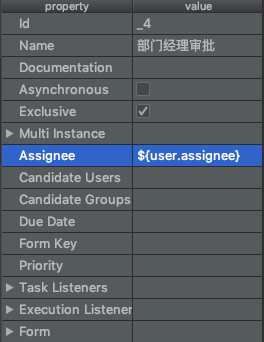 property value
Id _4
Name 部门经理审批
Documentation
Asynchronous
Exclusive
Multi Instance
Assignee ${user.assignee}
Candidate Users
Candidate Groups
Due Date
Form Key
Priority
Task Listeners
Execution Listener
Form